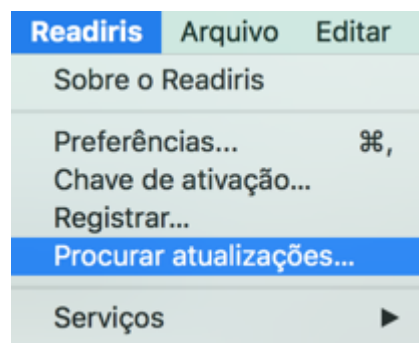 Readiris Arquivo Editar
Sobre o Readiris
Preferências... ⌘,
Chave de ativação...
Registrar...
Procurar atualizações...
Serviços ▶